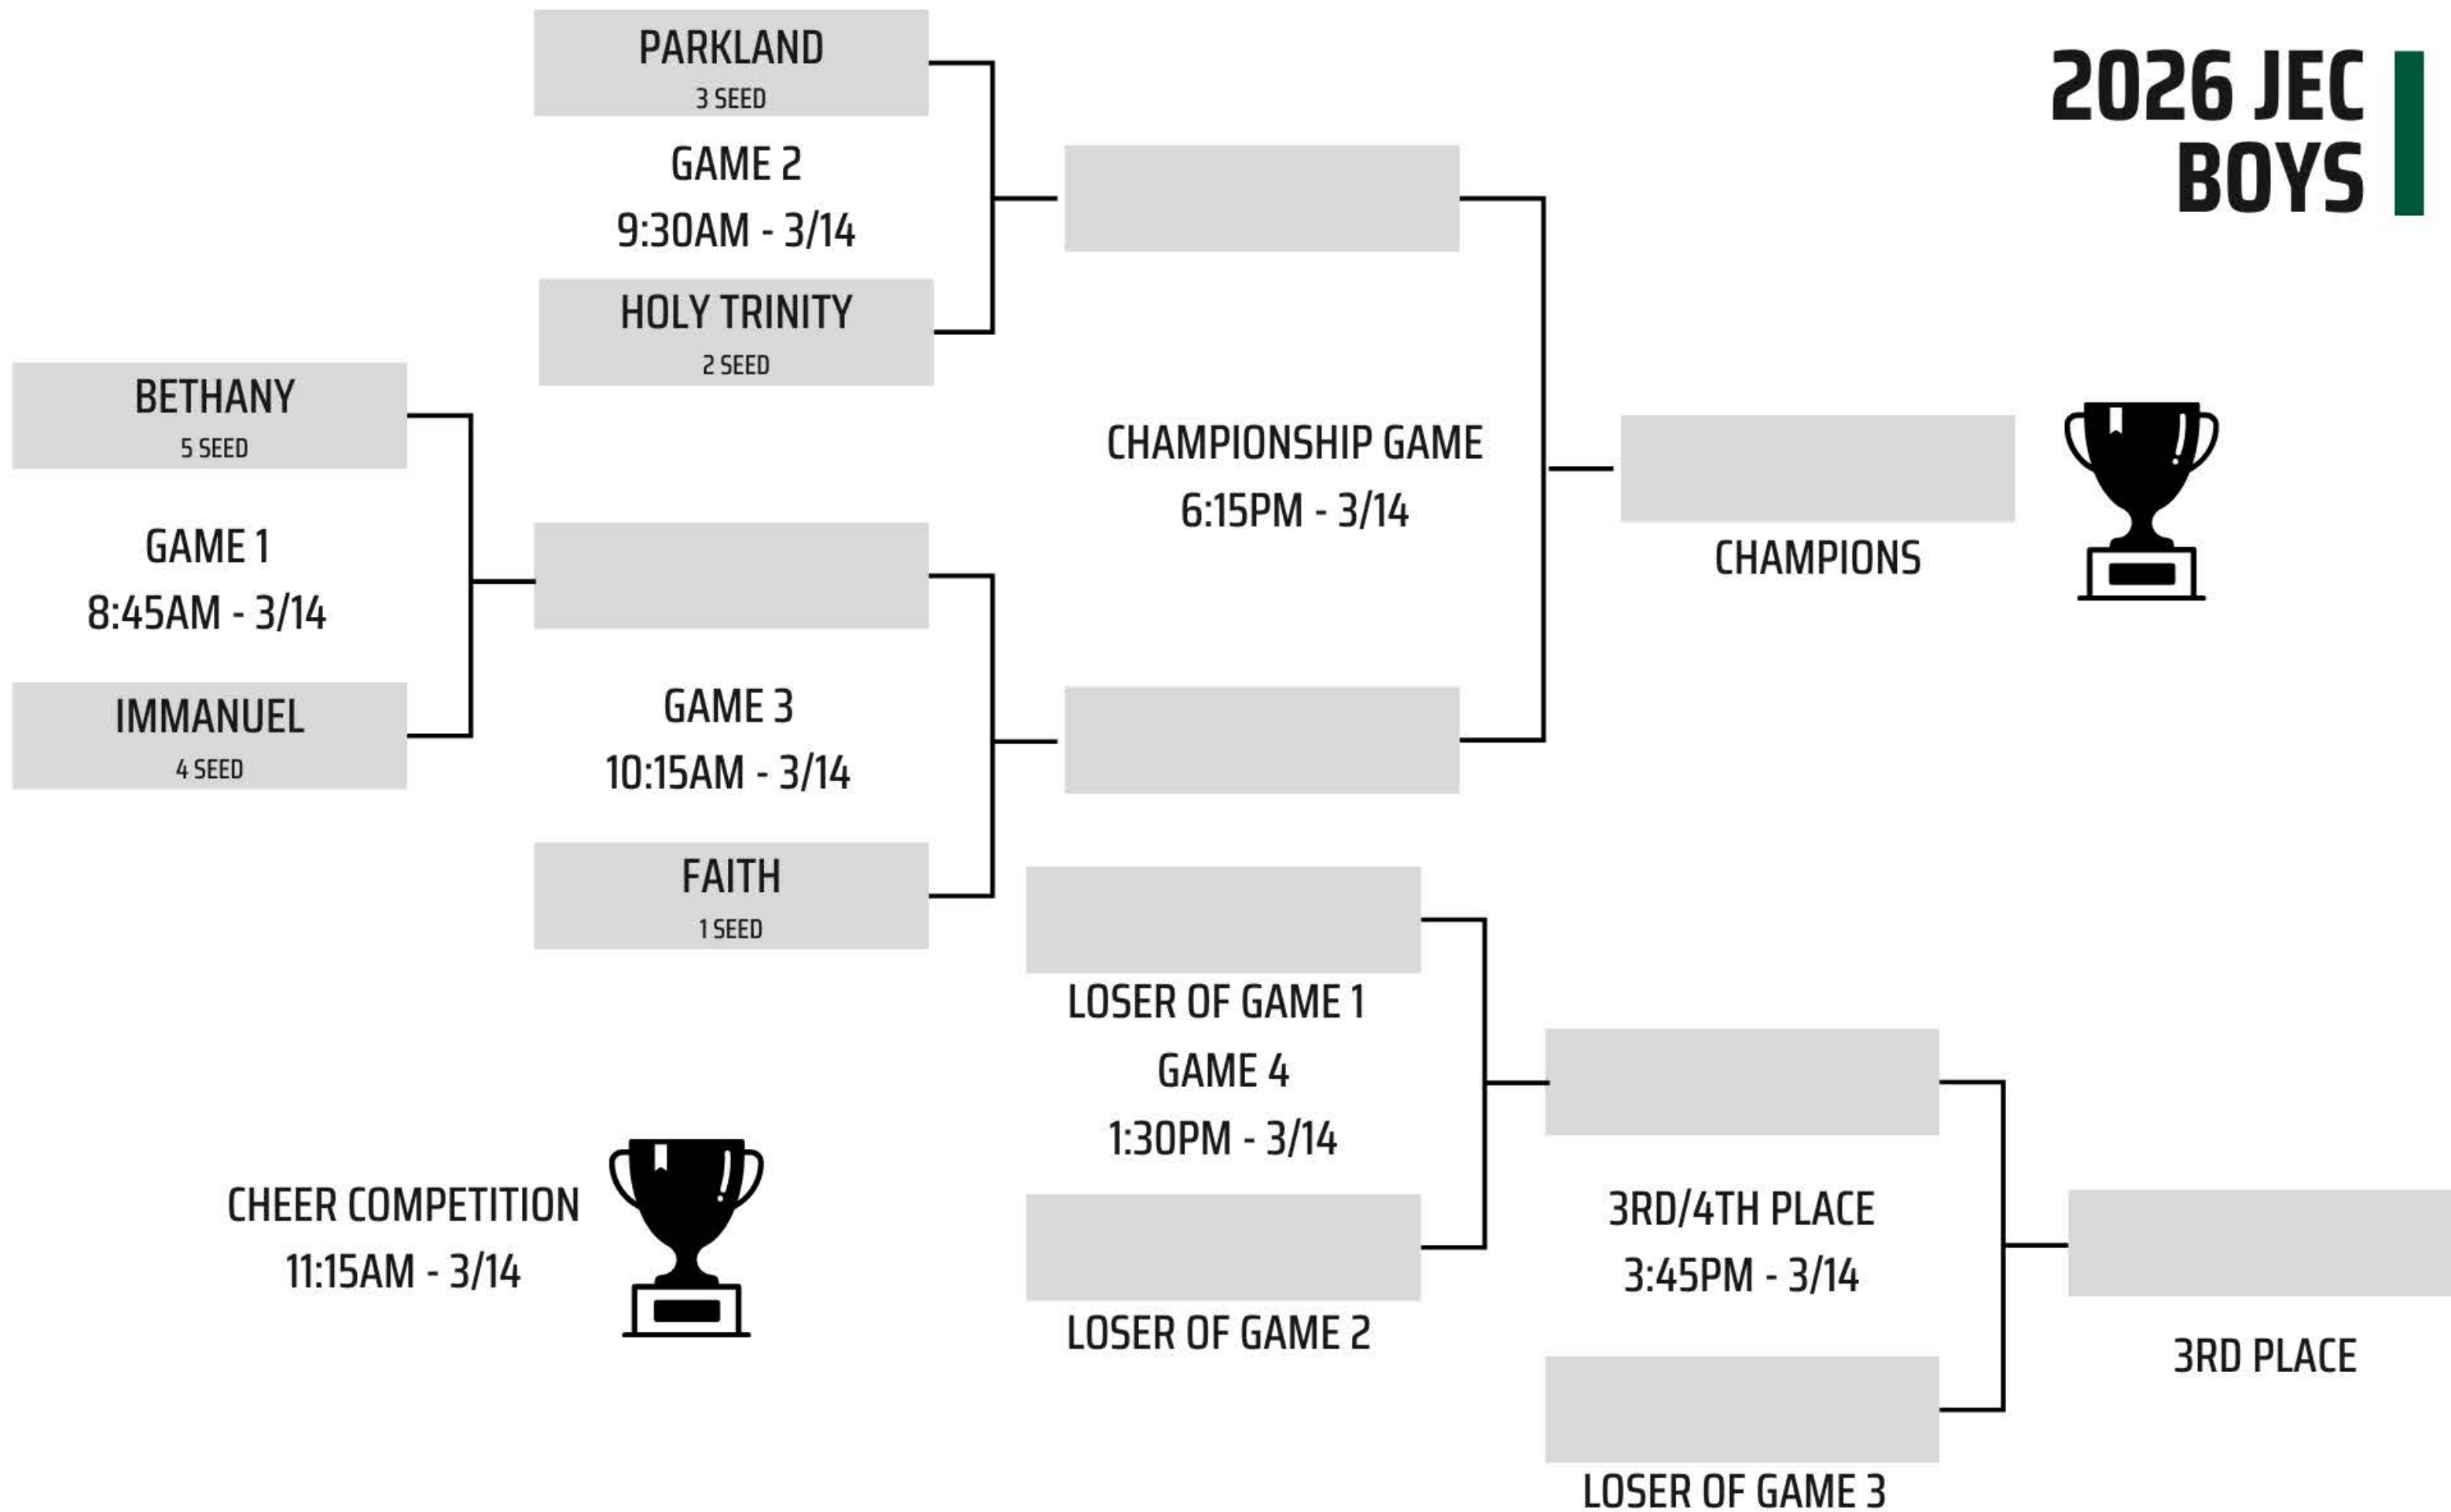 2026 JEC
BOYS
PARKLAND
3 SEED
GAME 2
9:30AM - 3/14
HOLY TRINITY
2 SEED
BETHANY
5 SEED
GAME 1
8:45AM - 3/14
IMMANUEL
4 SEED
GAME 3
10:15AM - 3/14
FAITH
1 SEED
CHAMPIONSHIP GAME
6:15PM - 3/14
CHAMPIONS
LOSER OF GAME 1
GAME 4
1:30PM - 3/14
LOSER OF GAME 2
3RD/4TH PLACE
3:45PM - 3/14
LOSER OF GAME 3
3RD PLACE
CHEER COMPETITION
11:15AM - 3/14